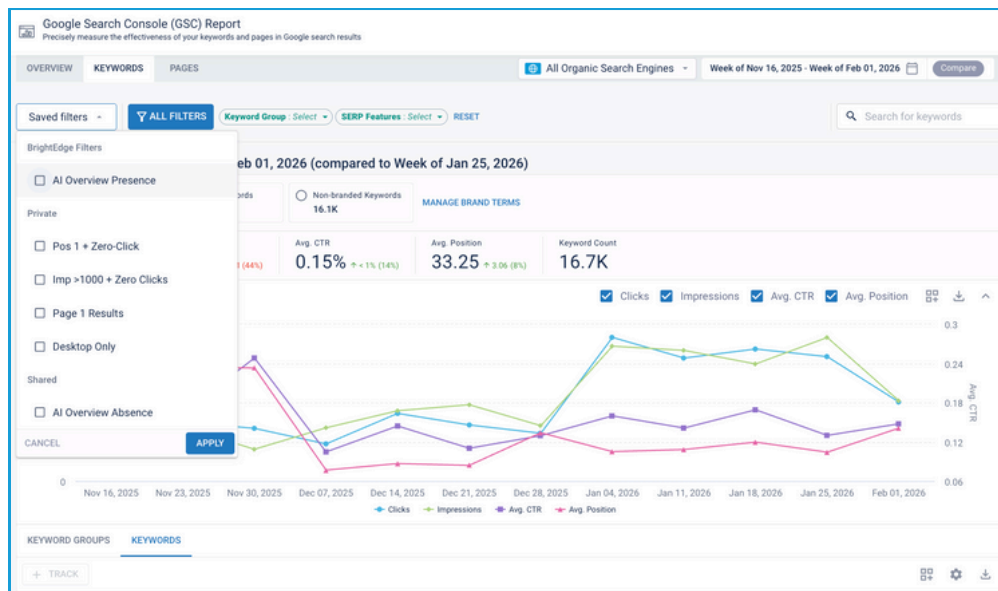 Google Search Console (GSC) Report
Precisely measure the effectiveness of your keywords and pages in Google search results
OVERVIEW KEYWORDS PAGES All Organic Search Engines Week of Nov 16, 2025 - Week of Feb 01, 2026 Compare
Saved filters ALL FILTERS Keyword Group : Select SERP Features : Select RESET Search for keywords
BrightEdge Filters
AI Overview Presence
Private
Pos 1 + Zero-Click
Imp >1000 + Zero Clicks
Page 1 Results
Desktop Only
Shared
AI Overview Absence
CANCEL APPLY
eb 01, 2026 (compared to Week of Jan 25, 2026)
ords Non-branded Keywords MANAGE BRAND TERMS
16.1K
Avg. CTR Avg. Position Keyword Count
(44%) 0.15% ↑ < 1% (14%) 33.25 ↑ 3.06 (8%) 16.7K
Clicks Impressions Avg. CTR Avg. Position
0.3
0.24
0.18
0.12
0.06
Avg. CTR
0
Nov 16, 2025 Nov 23, 2025 Nov 30, 2025 Dec 07, 2025 Dec 14, 2025 Dec 21, 2025 Dec 28, 2025 Jan 04, 2026 Jan 11, 2026 Jan 18, 2026 Jan 25, 2026 Feb 01, 2026
Clicks Impressions Avg. CTR Avg. Position
KEYWORD GROUPS KEYWORDS
+ TRACK